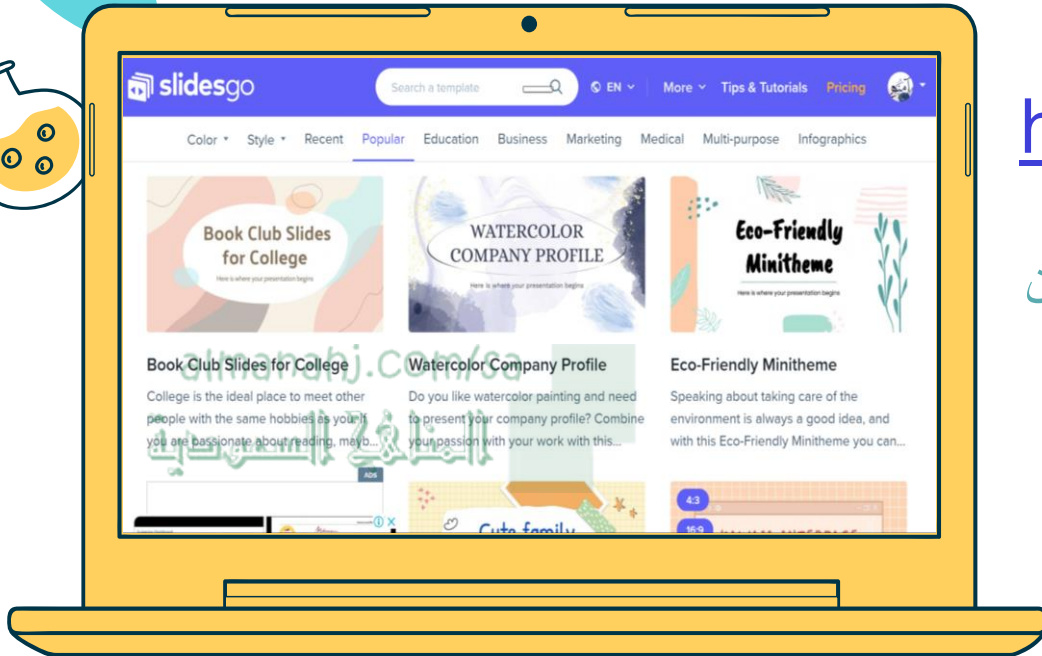 slidesgo
Search a template
EN
More
Tips & Tutorials
Pricing
Color
Style
Recent
Popular
Education
Business
Marketing
Medical
Multi-purpose
Infographics
Book Club Slides
for College
Here is where your presentation begins
WATERCOLOR
COMPANY PROFILE
Here is where your presentation begins
Eco-Friendly
Minitheme
Here is where your presentation begins
Book Club Slides for College
Watercolor Company Profile
Eco-Friendly Minitheme
almanahj.com/sa
College is the ideal place to meet other
people with the same hobbies as you. If
you are passionate about reading, mayb...
Do you like watercolor painting and need
to present your company profile? Combine
your passion with your work with this...
Speaking about taking care of the
environment is always a good idea, and
with this Eco-Friendly Minitheme you can...
المناهج السعودية
ADS
Cute family
4:3
16:9
h